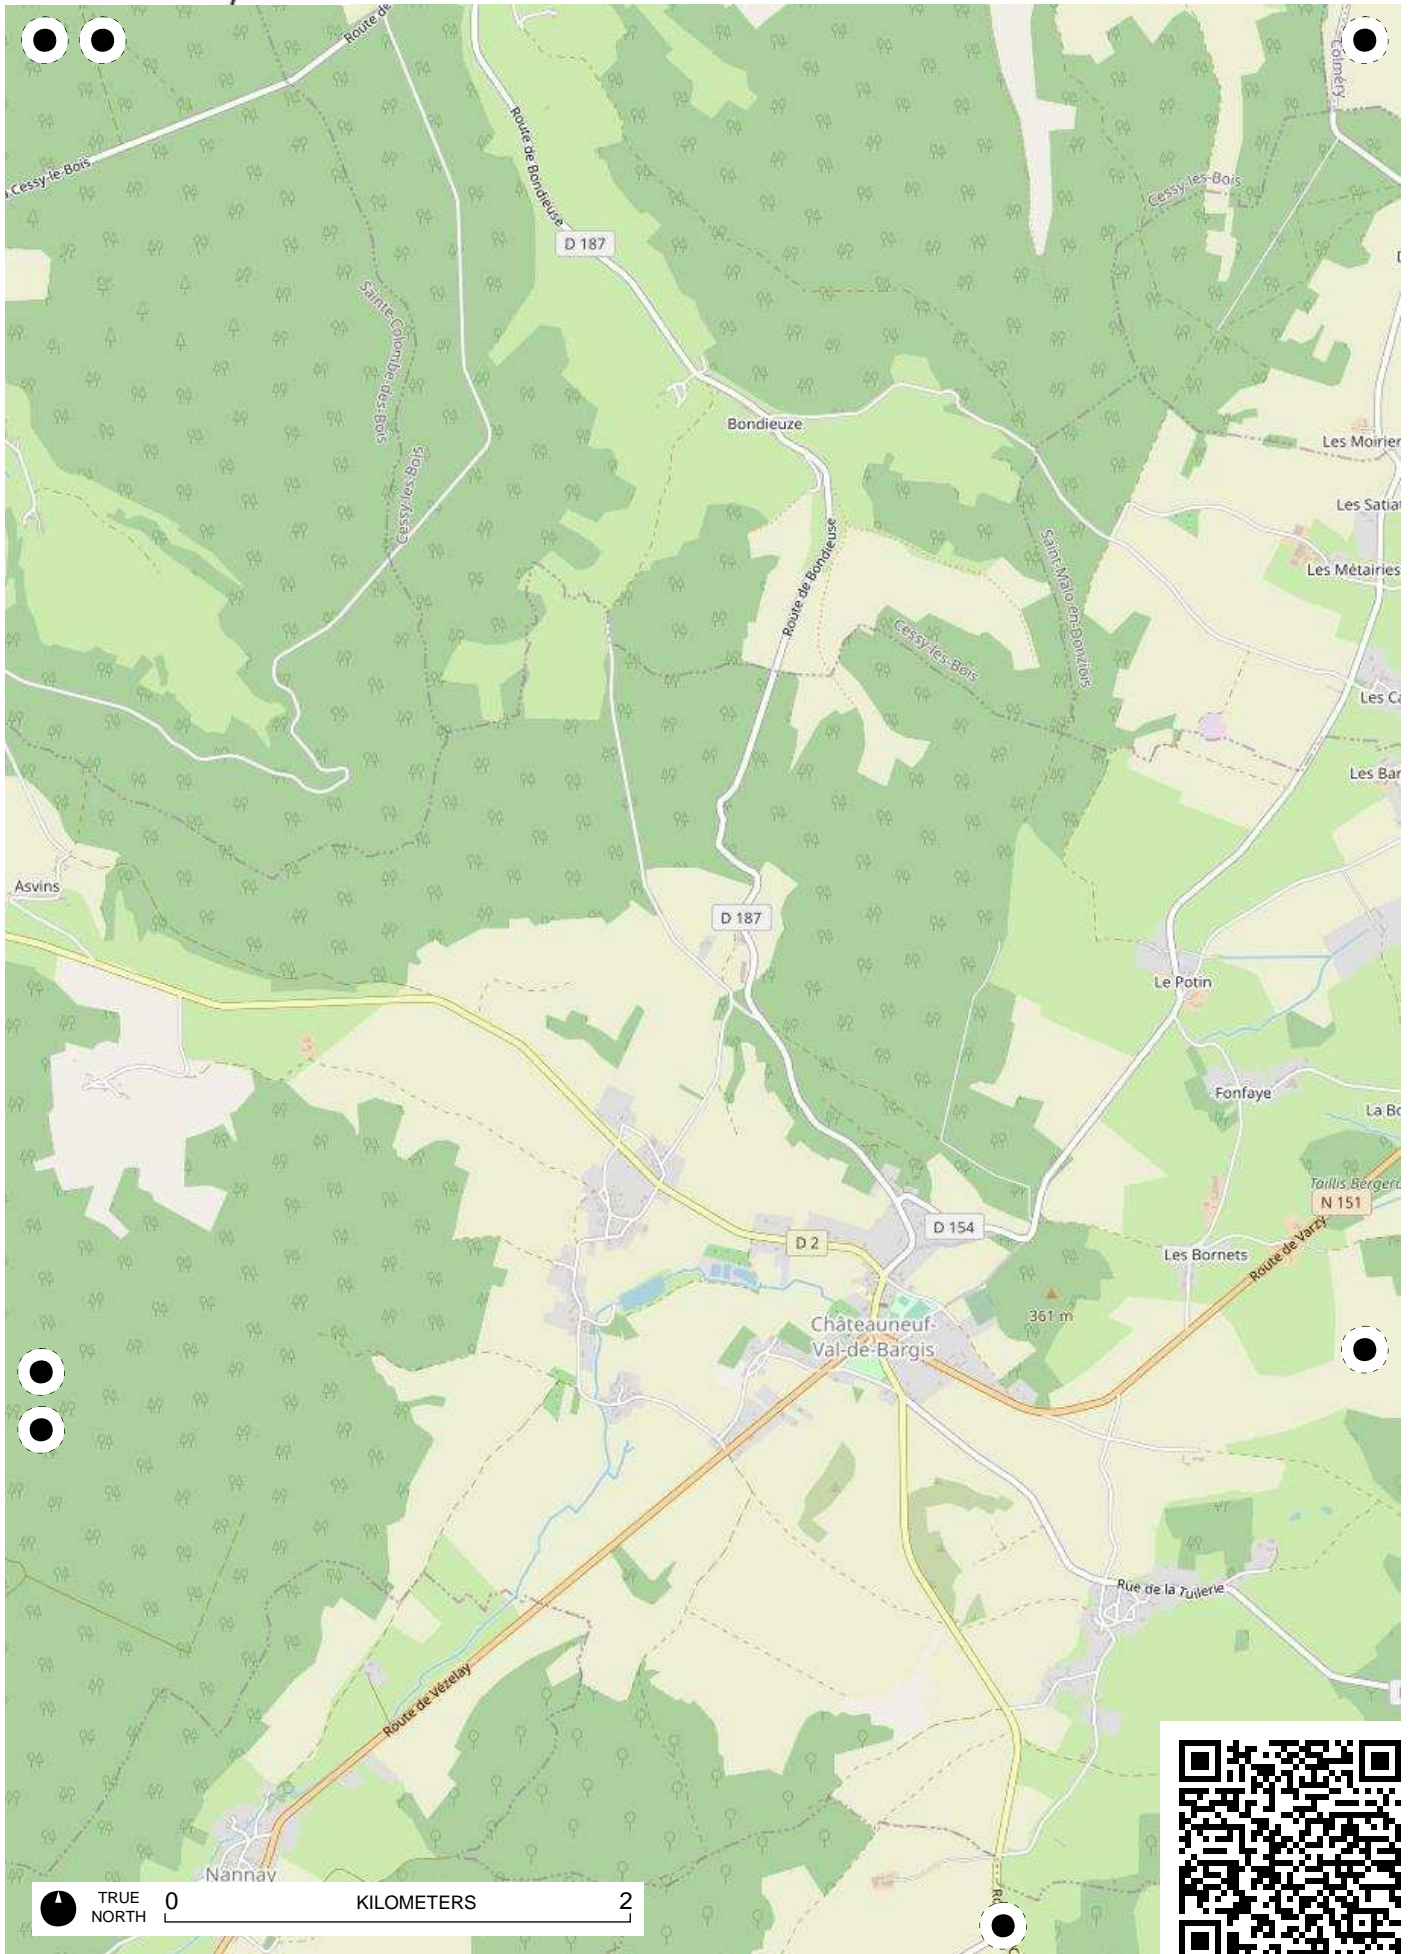 Route de
Colméry
Route de Bondieuse
Cessy-le-Bois
Cessy-les-Bois
D 187
Sainte-Colombe-des-Bois
Bondieuze
Les Moirier
Cessy-les-Bois
Les Satiat
Route de Bondieuse
Saint-Malo-en-Donziois
Les Métairies
Cessy-les-Bois
Les Ca
Les Bar
Asvins
D 187
Le Potin
Fonfaye
La Bo
Taillis Bergero
N 151
D 154
D 2
Route de Varzy
Les Bornets
361 m
Châteauneuf-
Val-de-Bargis
Rue de la Tuilerie
Route de Vézelay
Nannay
TRUE
NORTH
0
KILOMETERS
2